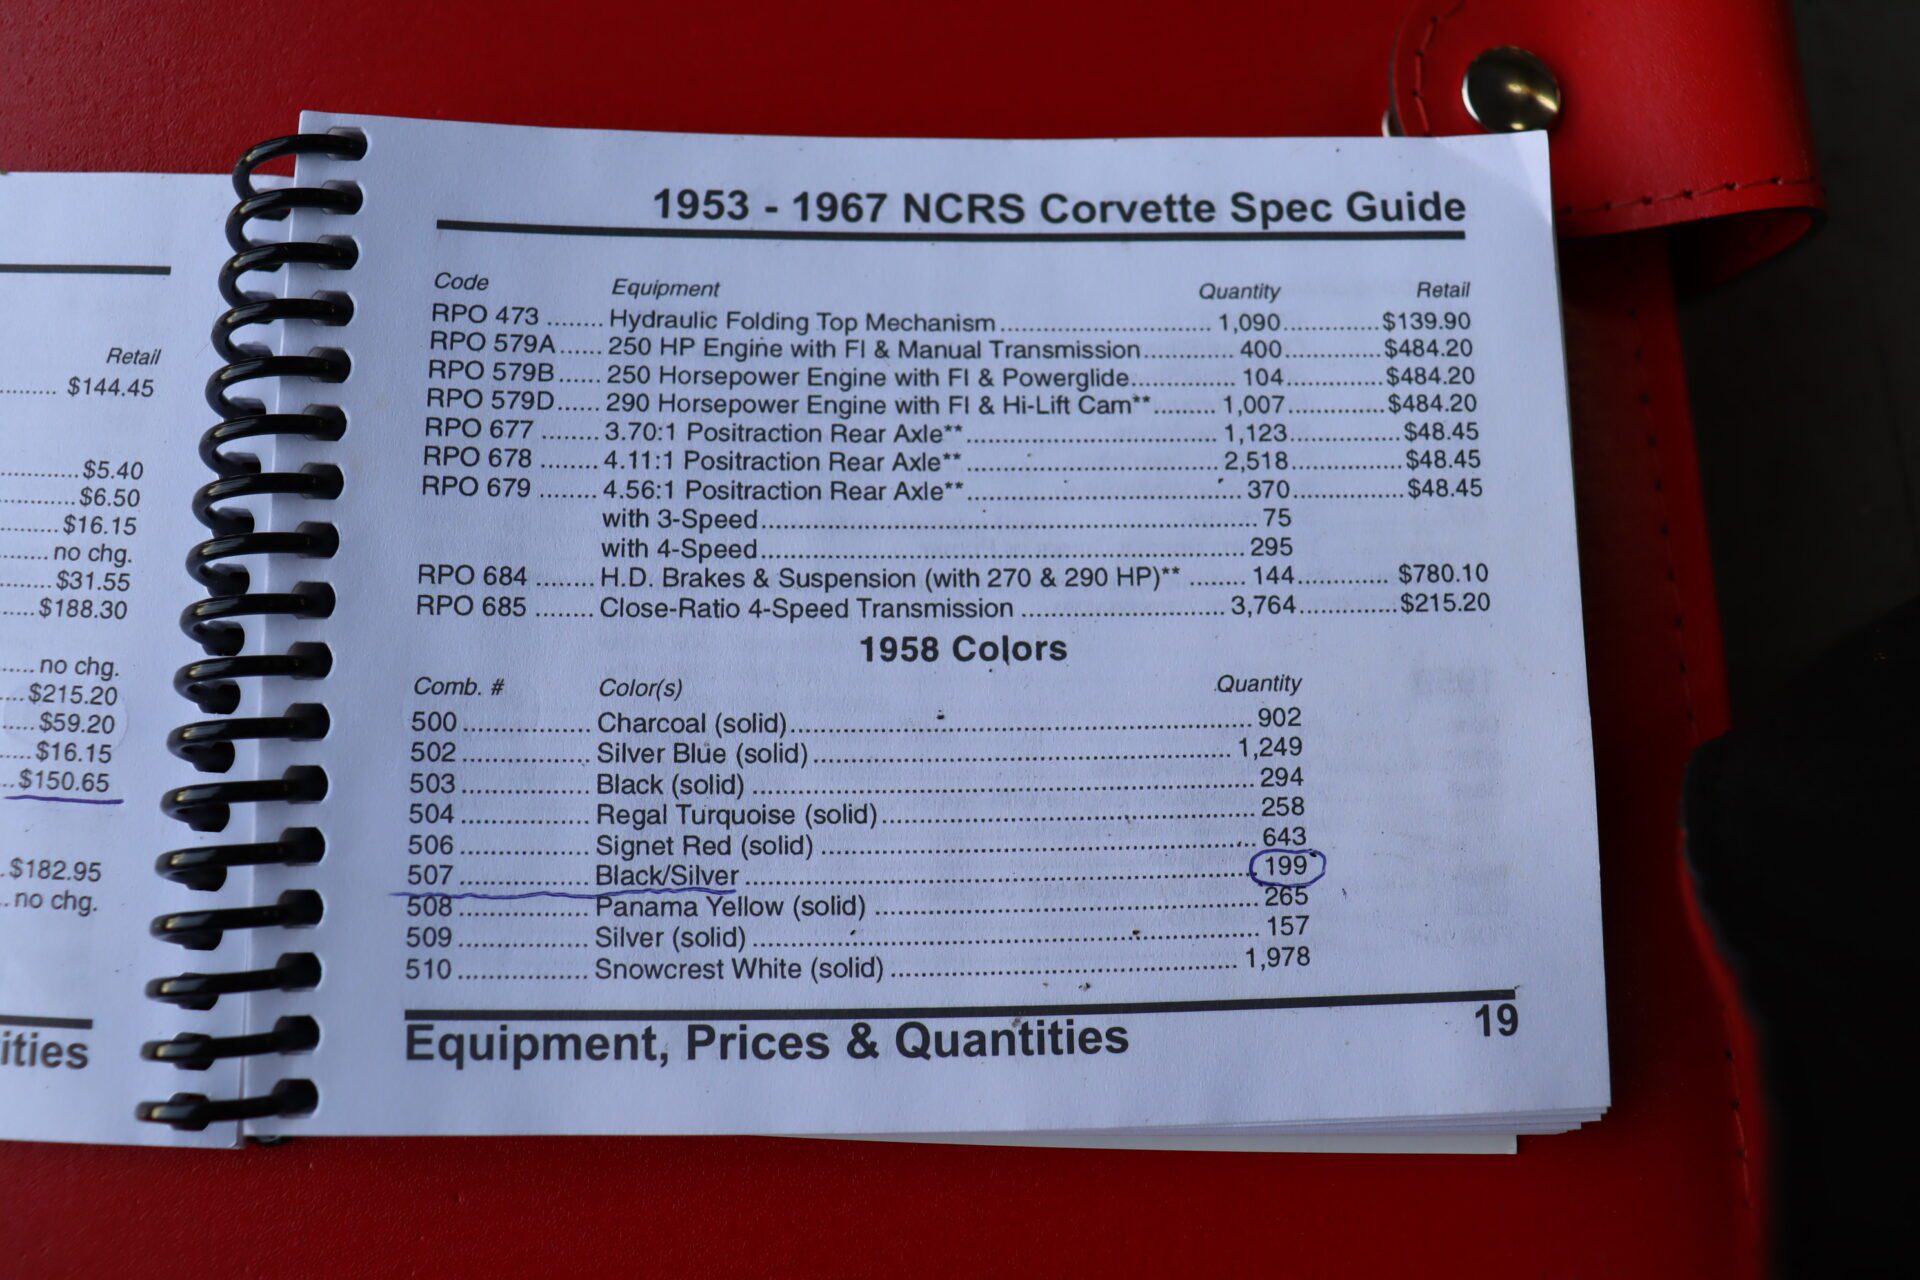 Retail
$144.45
$5.40
$6.50
$16.15
no chg.
$31.55
$188.30
no chg.
$215.20
$59.20
$16.15
$150.65
$182.95
no chg.
ities
1953 - 1967 NCRS Corvette Spec Guide
Code Equipment Quantity Retail
RPO 473 ........ Hydraulic Folding Top Mechanism ............................ 1,090 ............. $139.90
RPO 579A ...... 250 HP Engine with FI & Manual Transmission ............ 400 ............. $484.20
RPO 579B ...... 250 Horsepower Engine with FI & Powerglide .............. 104 ............. $484.20
RPO 579D ...... 290 Horsepower Engine with FI & Hi-Lift Cam** ......... 1,007 ............. $484.20
RPO 677 ........ 3.70:1 Positraction Rear Axle** ................................. 1,123 ............... $48.45
RPO 678 ........ 4.11:1 Positraction Rear Axle** ................................. 2,518 ............... $48.45
RPO 679 ........ 4.56:1 Positraction Rear Axle** .................................... 370 ............... $48.45
with 3-Speed ................................................................. 75
with 4-Speed ............................................................... 295
RPO 684 ........ H.D. Brakes & Suspension (with 270 & 290 HP)** ........ 144 ............. $780.10
RPO 685 ........ Close-Ratio 4-Speed Transmission ........................... 3,764 ............. $215.20
1958 Colors
Comb. # Color(s) Quantity
500 ................. Charcoal (solid) ............................................................. 902
502 ................. Silver Blue (solid) ....................................................... 1,249
503 ................. Black (solid) ................................................................... 294
504 ................. Regal Turquoise (solid) .................................................. 258
506 ................. Signet Red (solid) .......................................................... 643
507 ................. Black/Silver ................................................................... 199
508 ................. Panama Yellow (solid) ................................................... 265
509 ................. Silver (solid) ................................................................... 157
510 ................. Snowcrest White (solid) .............................................. 1,978
Equipment, Prices & Quantities 19